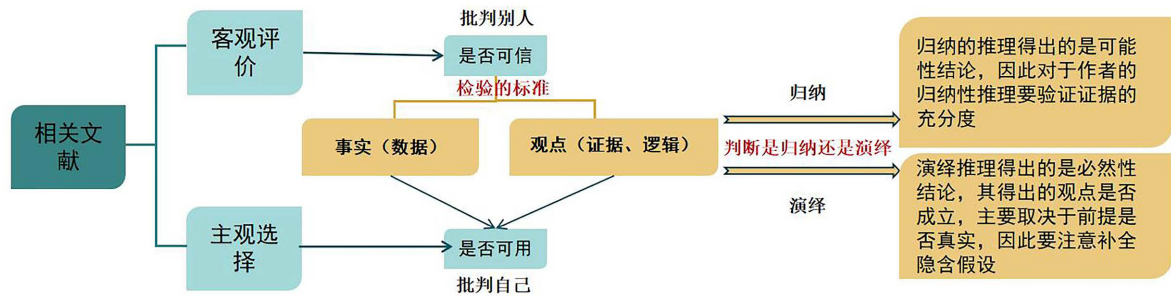 相关文
献
客观评
价
主观选
择
批判别人
是否可信
检验的标准
事实（数据）
观点（证据、逻辑）
是否可用
批判自己
归纳
判断是归纳还是演绎
演绎
归纳的推理得出的是可能
性结论，因此对于作者的
归纳性推理要验证证据的
充分度
演绎推理得出的是必然性
结论，其得出的观点是否
成立，主要取决于前提是
否真实，因此要注意补全
隐含假设